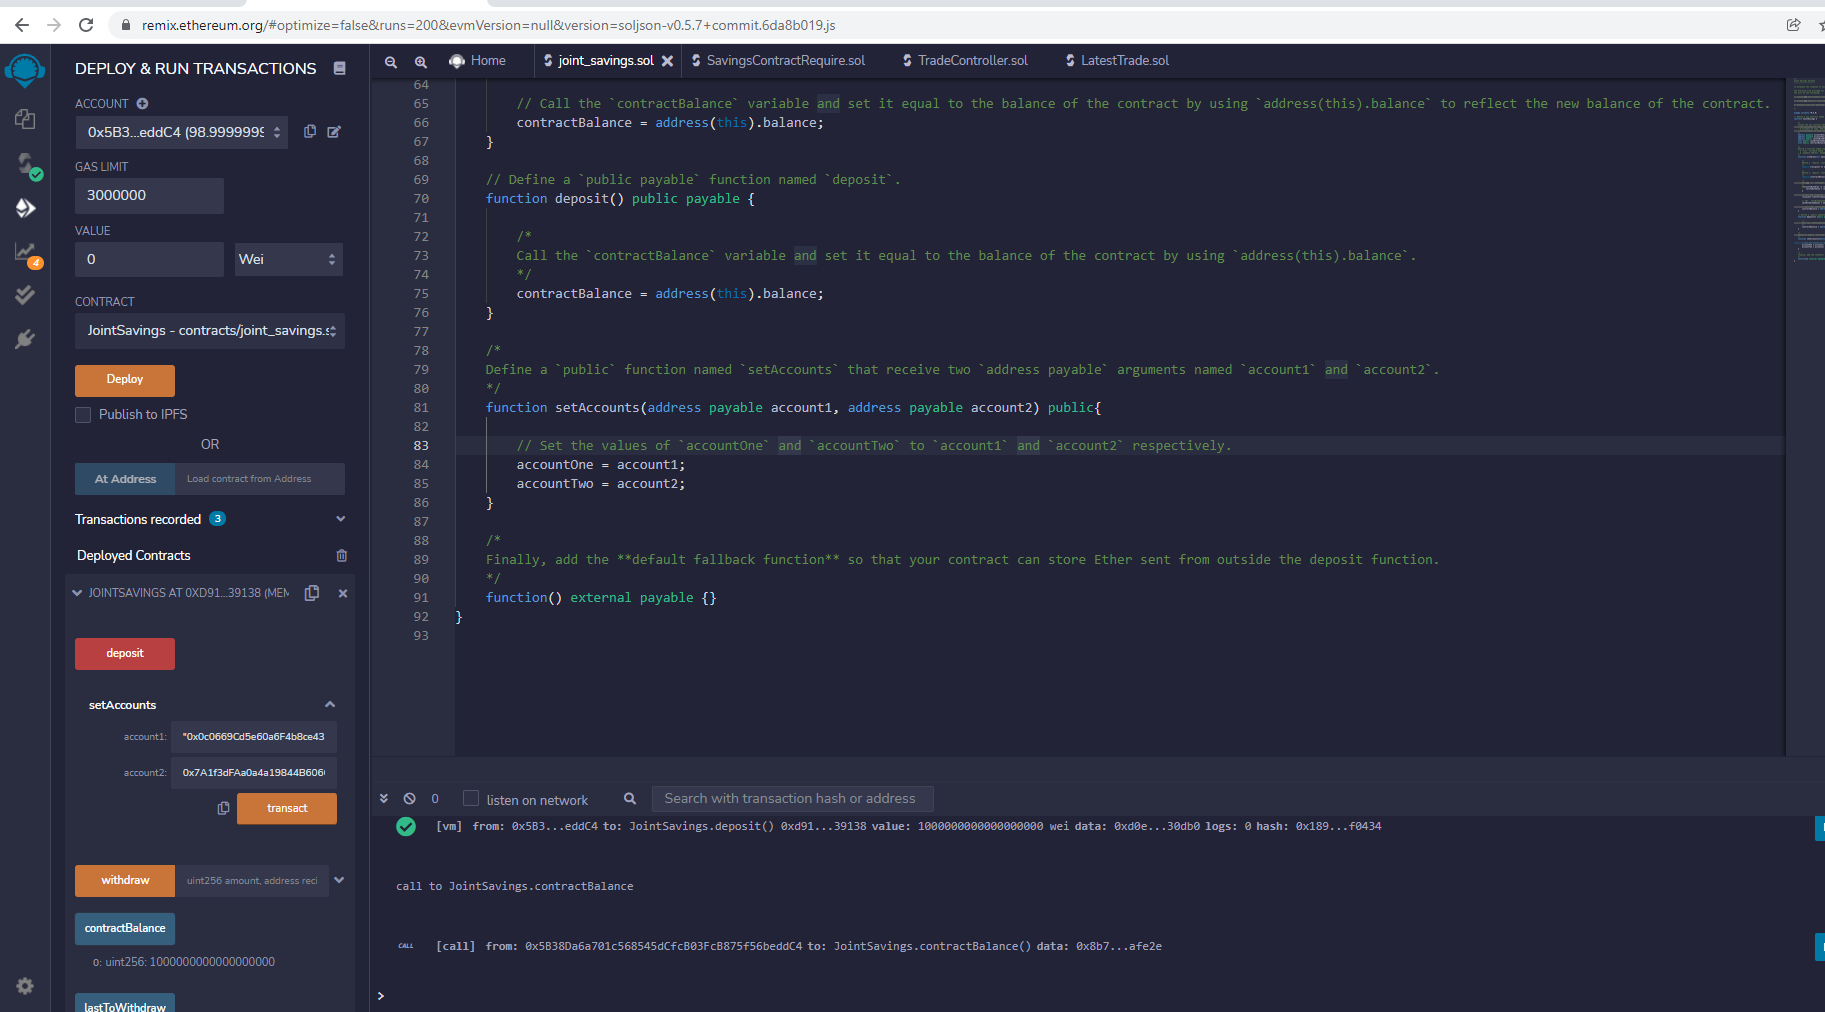 remix.ethereum.org/#optimize=false&runs=200&evmVersion=null&version=soljson-v0.5.7+commit.6da8b019.js
DEPLOY & RUN TRANSACTIONS
ACCOUNT
0x5B3...eddC4 (98.9999999
GAS LIMIT
3000000
VALUE
0
Wei
CONTRACT
JointSavings - contracts/joint_savings.s
Deploy
Publish to IPFS
OR
At Address
Load contract from Address
Transactions recorded 3
Deployed Contracts
JOINTSAVINGS AT 0XD91...39138 (MEM
deposit
setAccounts
account1: "0x0c0669Cd5e60a6F4b8ce43
account2: 0x7A1f3dFAa0a4a19844B606
transact
withdraw
uint256 amount, address reci
contractBalance
0: uint256: 1000000000000000000
lastToWithdraw
4
Home
joint_savings.sol
SavingsContractRequire.sol
TradeController.sol
LatestTrade.sol
64
65 // Call the `contractBalance` variable and set it equal to the balance of the contract by using `address(this).balance` to reflect the new balance of the contract.
66 contractBalance = address(this).balance;
67 }
68
69 // Define a `public payable` function named `deposit`.
70 function deposit() public payable {
71
72 /*
73 Call the `contractBalance` variable and set it equal to the balance of the contract by using `address(this).balance`.
74 */
75 contractBalance = address(this).balance;
76 }
77
78 /*
79 Define a `public` function named `setAccounts` that receive two `address payable` arguments named `account1` and `account2`.
80 */
81 function setAccounts(address payable account1, address payable account2) public{
82
83 // Set the values of `accountOne` and `accountTwo` to `account1` and `account2` respectively.
84 accountOne = account1;
85 accountTwo = account2;
86 }
87
88 /*
89 Finally, add the **default fallback function** so that your contract can store Ether sent from outside the deposit function.
90 */
91 function() external payable {}
92 }
93
0
listen on network
Search with transaction hash or address
[vm] from: 0x5B3...eddC4 to: JointSavings.deposit() 0xd91...39138 value: 1000000000000000000 wei data: 0xd0e...30db0 logs: 0 hash: 0x189...f0434
call to JointSavings.contractBalance
CALL [call] from: 0x5B38Da6a701c568545dCfcB03FcB875f56beddC4 to: JointSavings.contractBalance() data: 0x8b7...afe2e
>